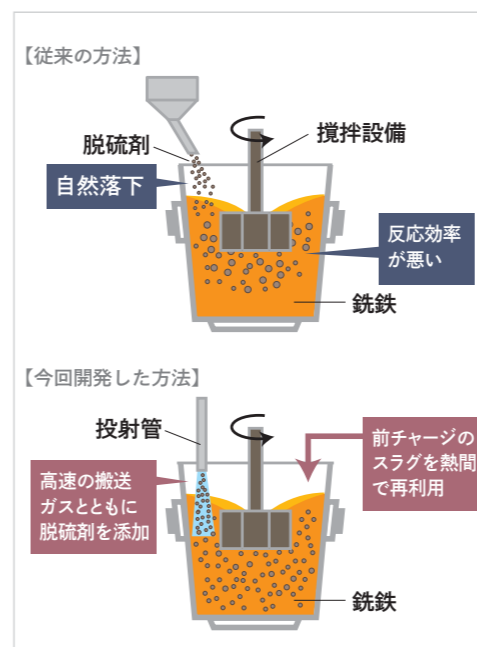 【従来の方法】
脱硫剤
撹拌設備
自然落下
反応効率
が悪い
銑鉄
【今回開発した方法】
投射管
前チャージの
スラグを熱間
で再利用
高速の搬送
ガスとともに
脱硫剤を添加
銑鉄